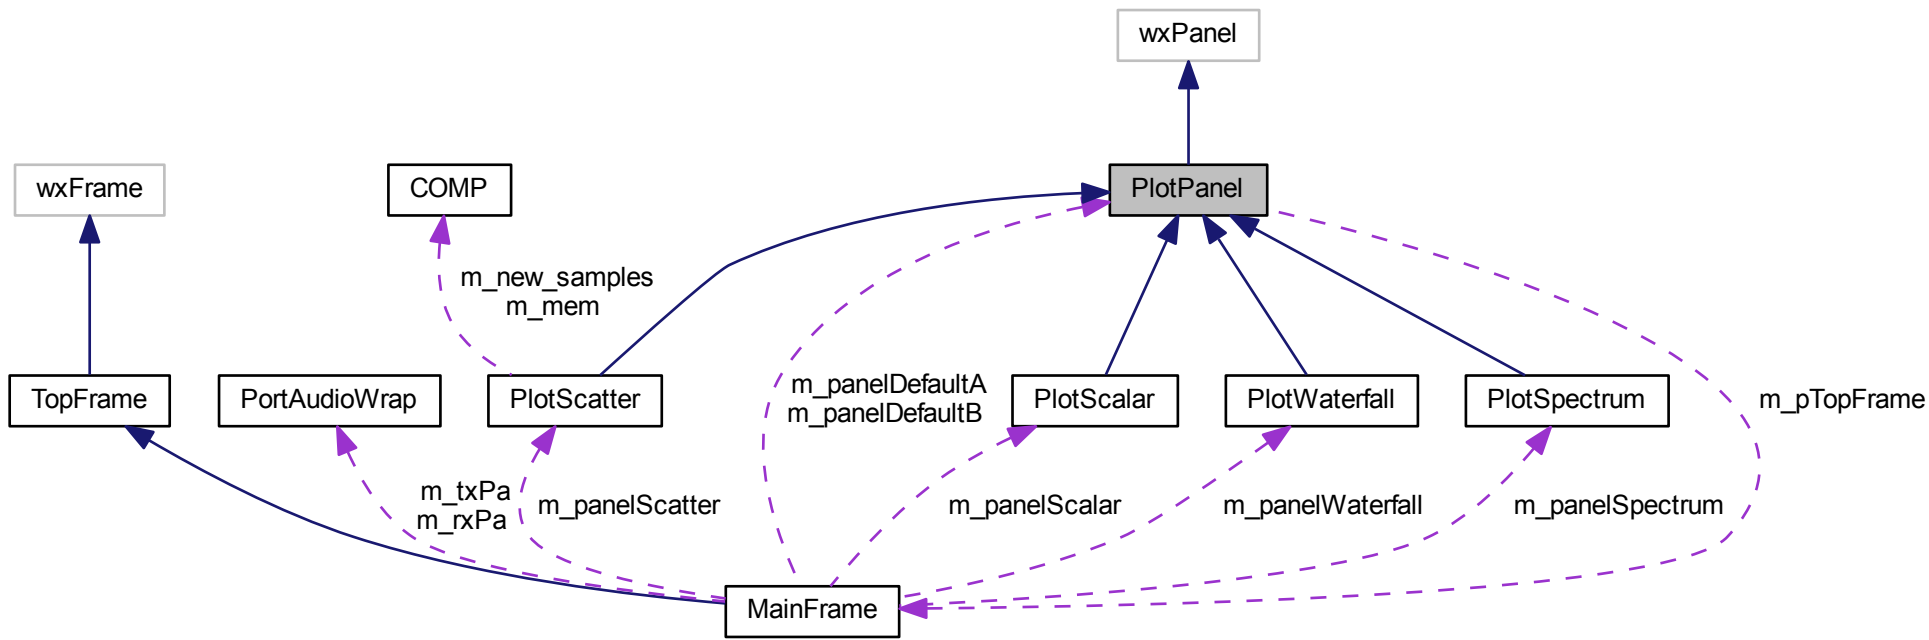 wxPanel
wxFrame
COMP
PlotPanel
m_new_samples
m_mem
TopFrame
PortAudioWrap
PlotScatter
m_panelDefaultA
m_panelDefaultB
PlotScalar
PlotWaterfall
PlotSpectrum
m_pTopFrame
m_txPa
m_rxPa
m_panelScatter
m_panelScalar
m_panelWaterfall
m_panelSpectrum
MainFrame